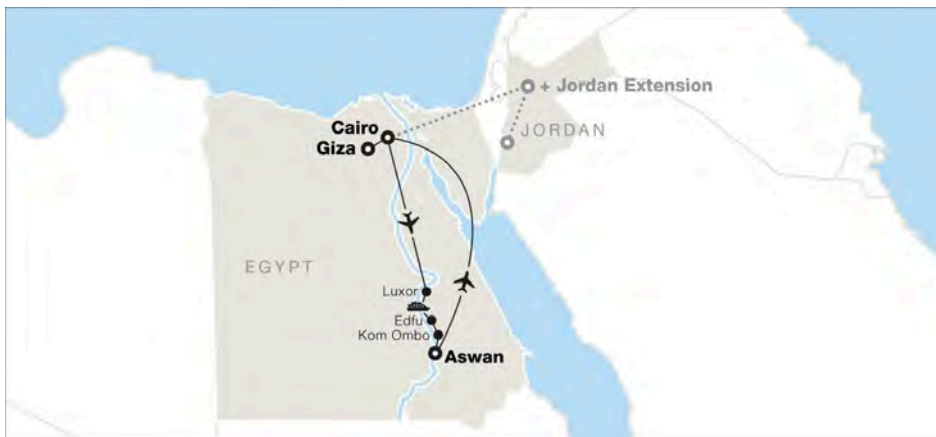 + Jordan Extension
Cairo
Giza
JORDAN
EGYPT
Luxor
Edfu
Kom Ombo
Aswan